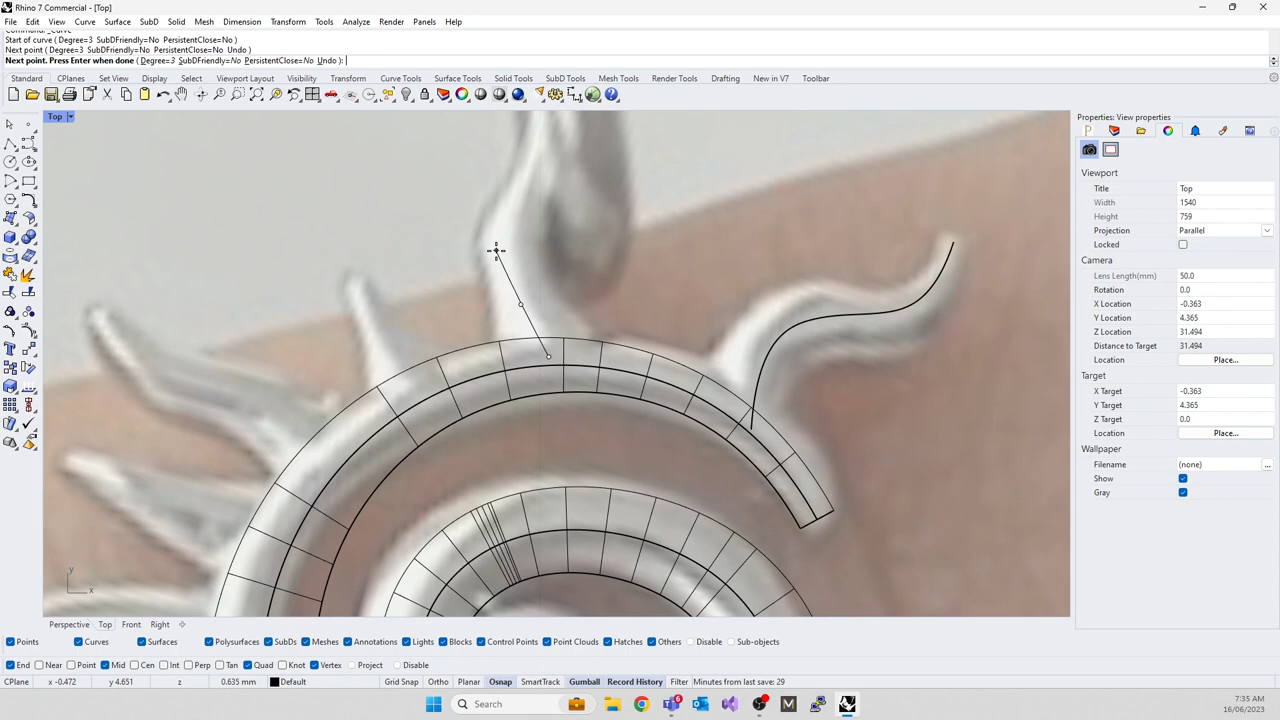 Rhino 7 Commercial - [Top]
File Edit View Curve Surface SubD Solid Mesh Dimension Transform Tools Analyze Render Panels Help
Start of curve ( Degree=3 SubDFriendly=No PersistentClose=No )
Next point ( Degree=3 SubDFriendly=No PersistentClose=No Undo )
Next point. Press Enter when done ( Degree=3 SubDFriendly=No PersistentClose=No Undo ):
Standard CPlanes Set View Display Select Viewport Layout Visibility Transform Curve Tools Surface Tools Solid Tools SubD Tools Mesh Tools Render Tools Drafting New in V7 Toolbar
Top
Properties: View properties
Viewport
Title Top
Width 1540
Height 759
Projection Parallel
Locked
Camera
Lens Length(mm) 50.0
Rotation 0.0
X Location -0.363
Y Location 4.365
Z Location 31.494
Distance to Target 31.494
Location Place...
Target
X Target -0.363
Y Target 4.365
Z Target 0.0
Location Place...
Wallpaper
Filename (none) ...
Show
Gray
y
x
Perspective Top Front Right
Points Curves Surfaces Polysurfaces SubDs Meshes Annotations Lights Blocks Control Points Point Clouds Hatches Others Disable Sub-objects
End Near Point Mid Cen Int Perp Tan Quad Knot Vertex Project Disable
CPlane x -0.472 y 4.651 z 0.635 mm Default Grid Snap Ortho Planar Osnap SmartTrack Gumball Record History Filter Minutes from last save: 29
Search
7:35 AM
16/06/2023